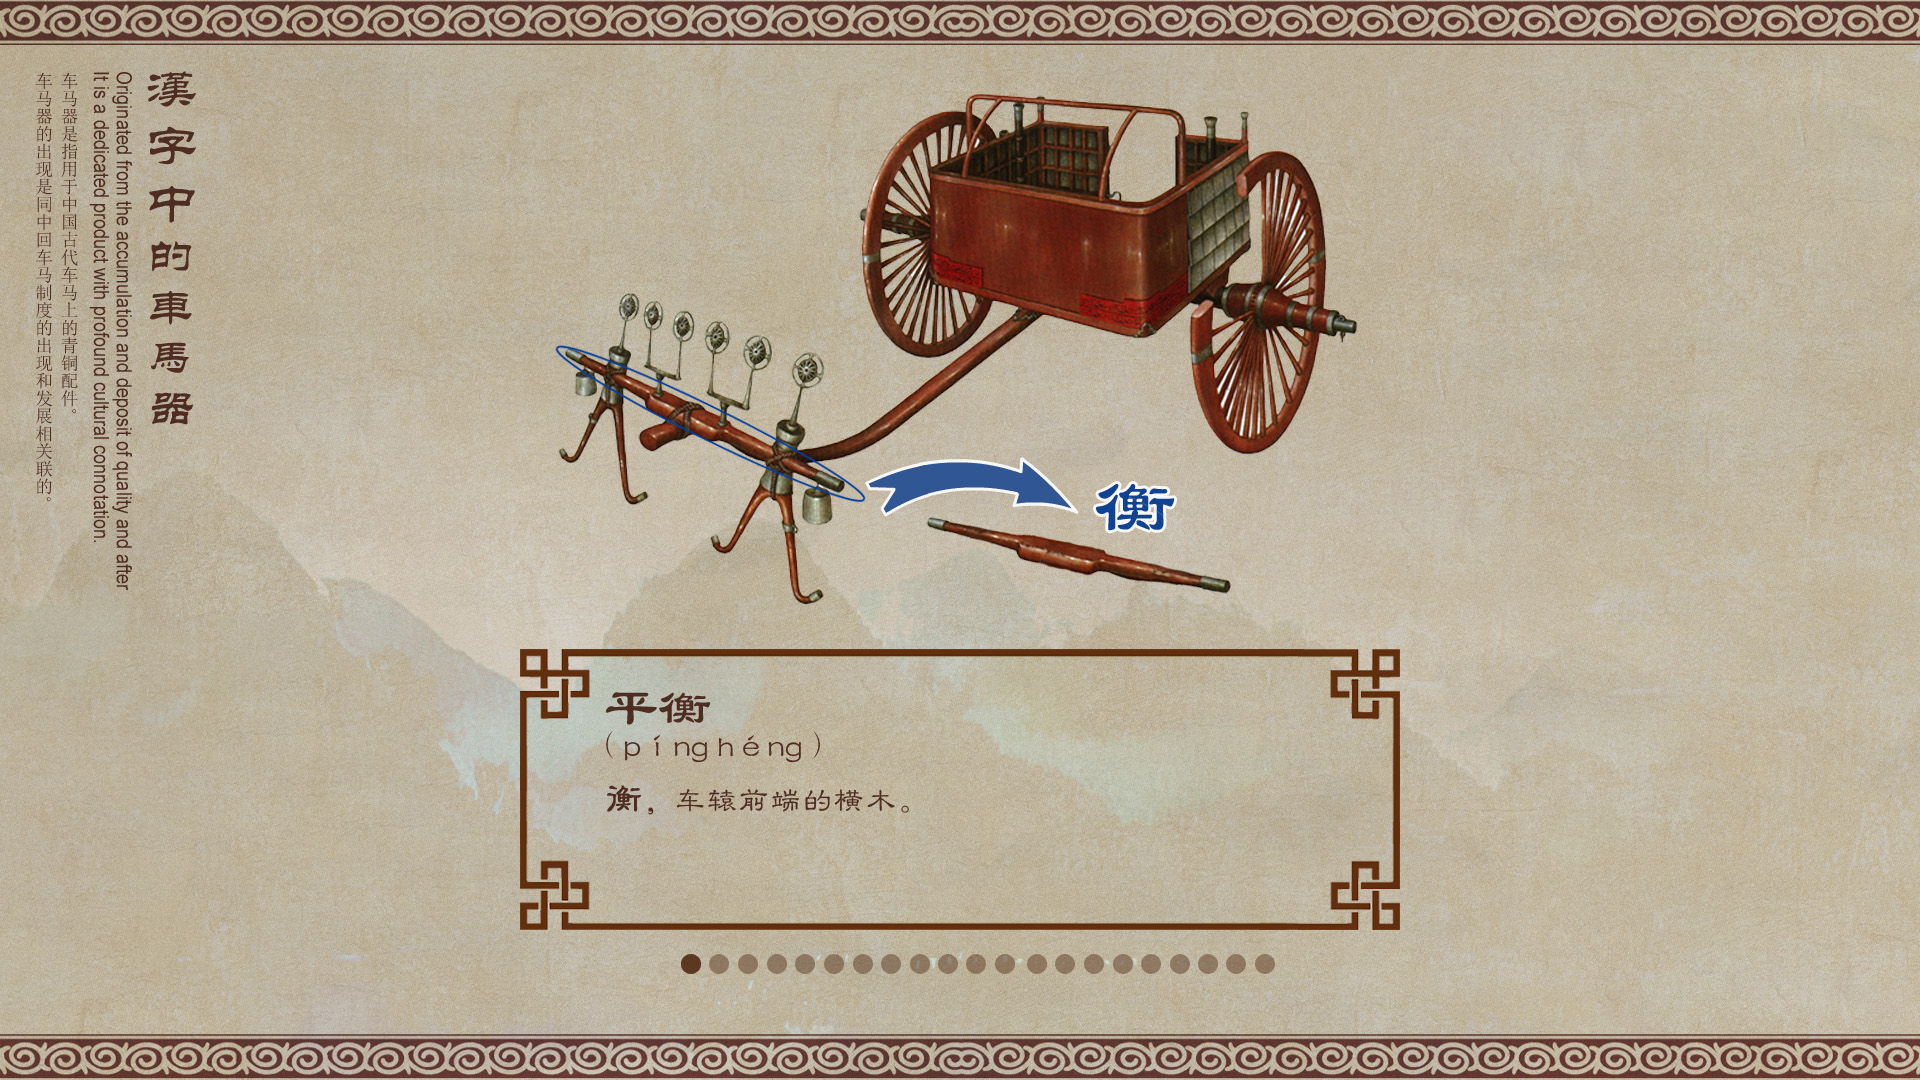 漢字中的車馬器
Originated from the accumulation and deposit of quality and after
It is a dedicated product with profound cultural connotation.
车马器是指用于中国古代车马上的青铜配件。
车马器的出现是同中回车马制度的出现和发展相关联的。
衡
平衡
(pínghéng)
衡，车辕前端的横木。